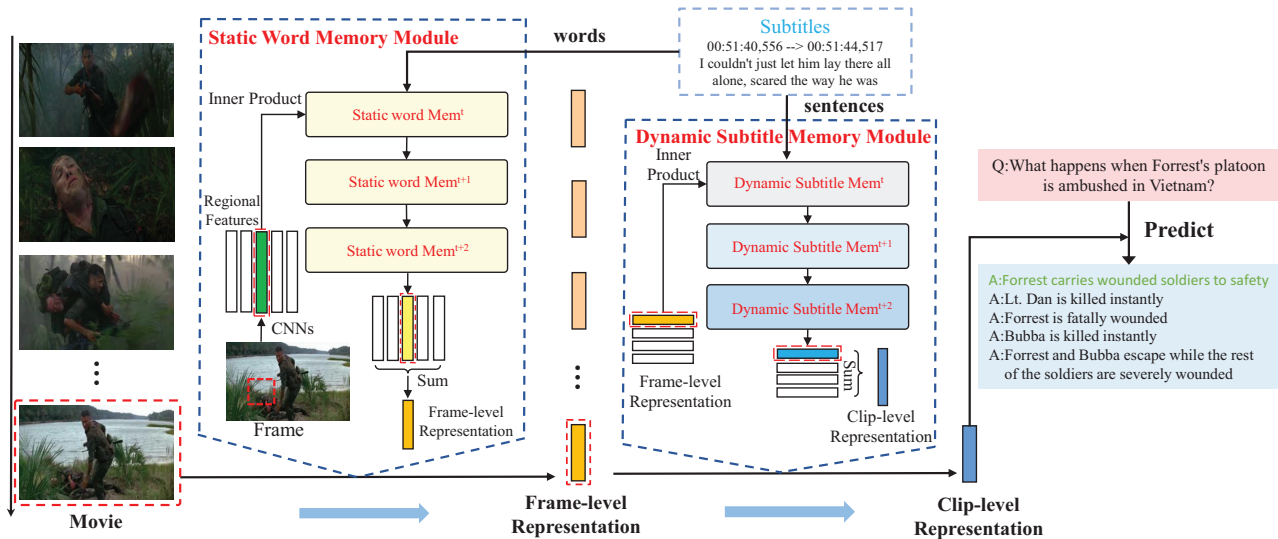 Static Word Memory Module
words
Subtitles
00:51:40,556 --> 00:51:44,517
I couldn't just let him lay there all
alone, scared the way he was
sentences
Inner Product
Static word Mem^t
Static word Mem^{t+1}
Static word Mem^{t+2}
Regional
Features
CNNs
Frame
Sum
Frame-level
Representation
Dynamic Subtitle Memory Module
Inner
Product
Dynamic Subtitle Mem^t
Dynamic Subtitle Mem^{t+1}
Dynamic Subtitle Mem^{t+2}
Frame-level
Representation
Sum
Clip-level
Representation
Q:What happens when Forrest's platoon
is ambushed in Vietnam?
Predict
A:Forrest carries wounded soldiers to safety
A:Lt. Dan is killed instantly
A:Forrest is fatally wounded
A:Bubba is killed instantly
A:Forrest and Bubba escape while the rest
of the soldiers are severely wounded
Movie
Frame-level
Representation
Clip-level
Representation